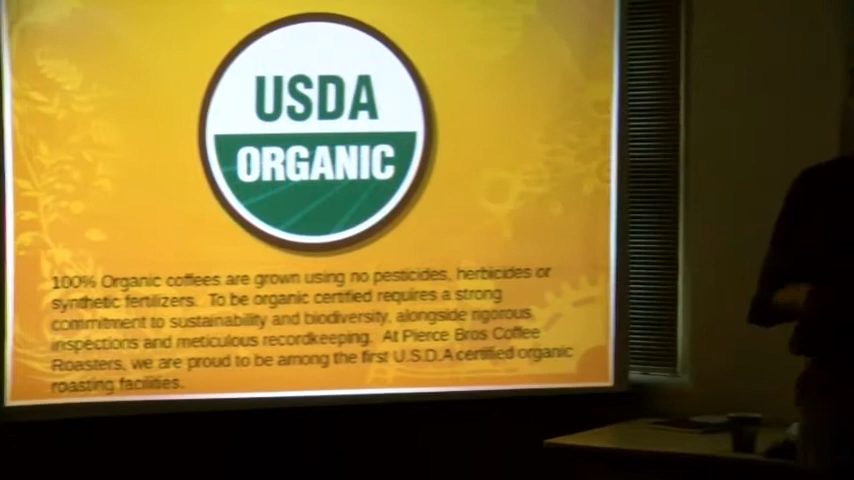 USDA
ORGANIC
100% Organic coffees are grown using no pesticides, herbicides or
synthetic fertilizers. To be organic certified requires a strong
commitment to sustainability and biodiversity, alongside rigorous
inspections and meticulous recordkeeping. At Pierce Bros Coffee
Roasters, we are proud to be among the first U.S.D.A certified organic
roasting facilities.